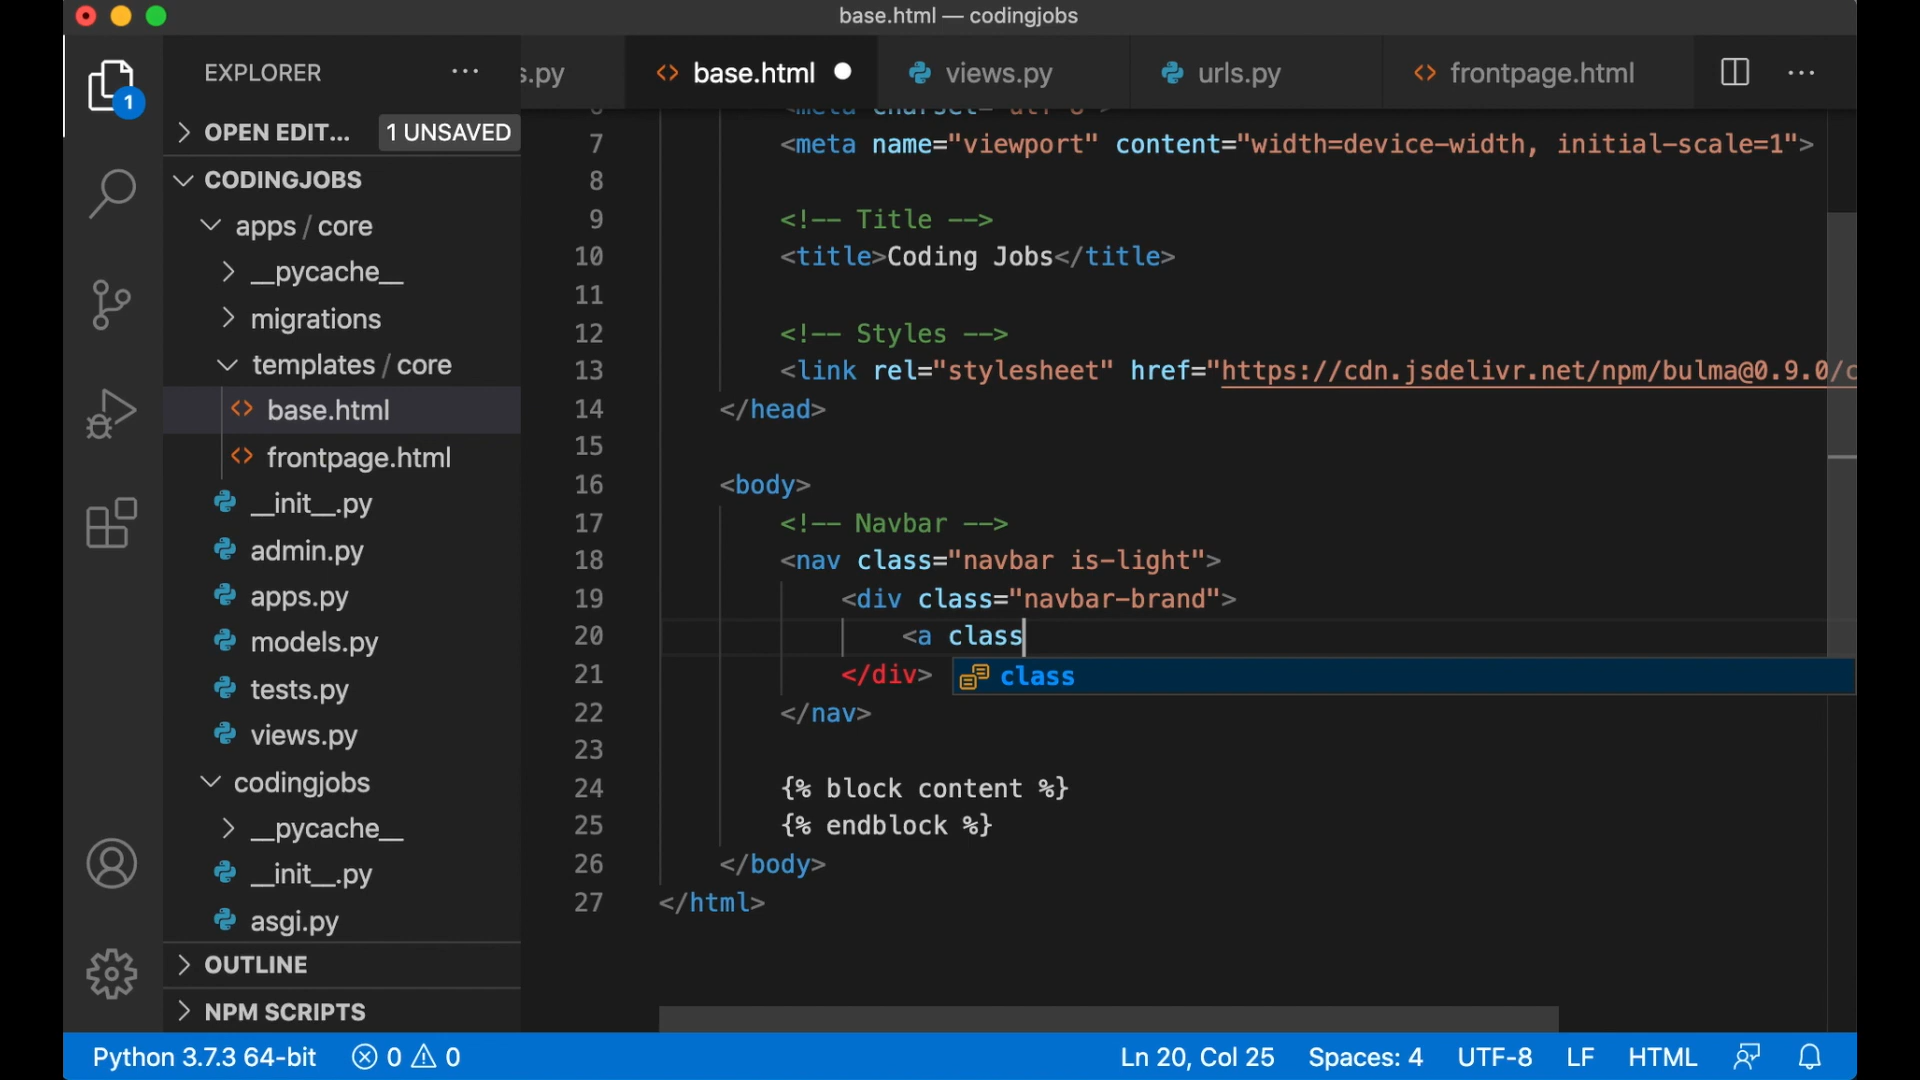 base.html — codingjobs
EXPLORER
s.py
base.html
views.py
urls.py
frontpage.html
1
OPEN EDIT...
1 UNSAVED
CODINGJOBS
apps / core
__pycache__
migrations
templates / core
base.html
frontpage.html
__init__.py
admin.py
apps.py
models.py
tests.py
views.py
codingjobs
__pycache__
__init__.py
asgi.py
OUTLINE
NPM SCRIPTS
7 <meta name="viewport" content="width=device-width, initial-scale=1">
8
9 <!-- Title -->
10 <title>Coding Jobs</title>
11
12 <!-- Styles -->
13 <link rel="stylesheet" href="https://cdn.jsdelivr.net/npm/bulma@0.9.0/c
14 </head>
15
16 <body>
17 <!-- Navbar -->
18 <nav class="navbar is-light">
19 <div class="navbar-brand">
20 <a class
21 </div>
class
22 </nav>
23
24 {% block content %}
25 {% endblock %}
26 </body>
27 </html>
Python 3.7.3 64-bit 0 0 Ln 20, Col 25 Spaces: 4 UTF-8 LF HTML